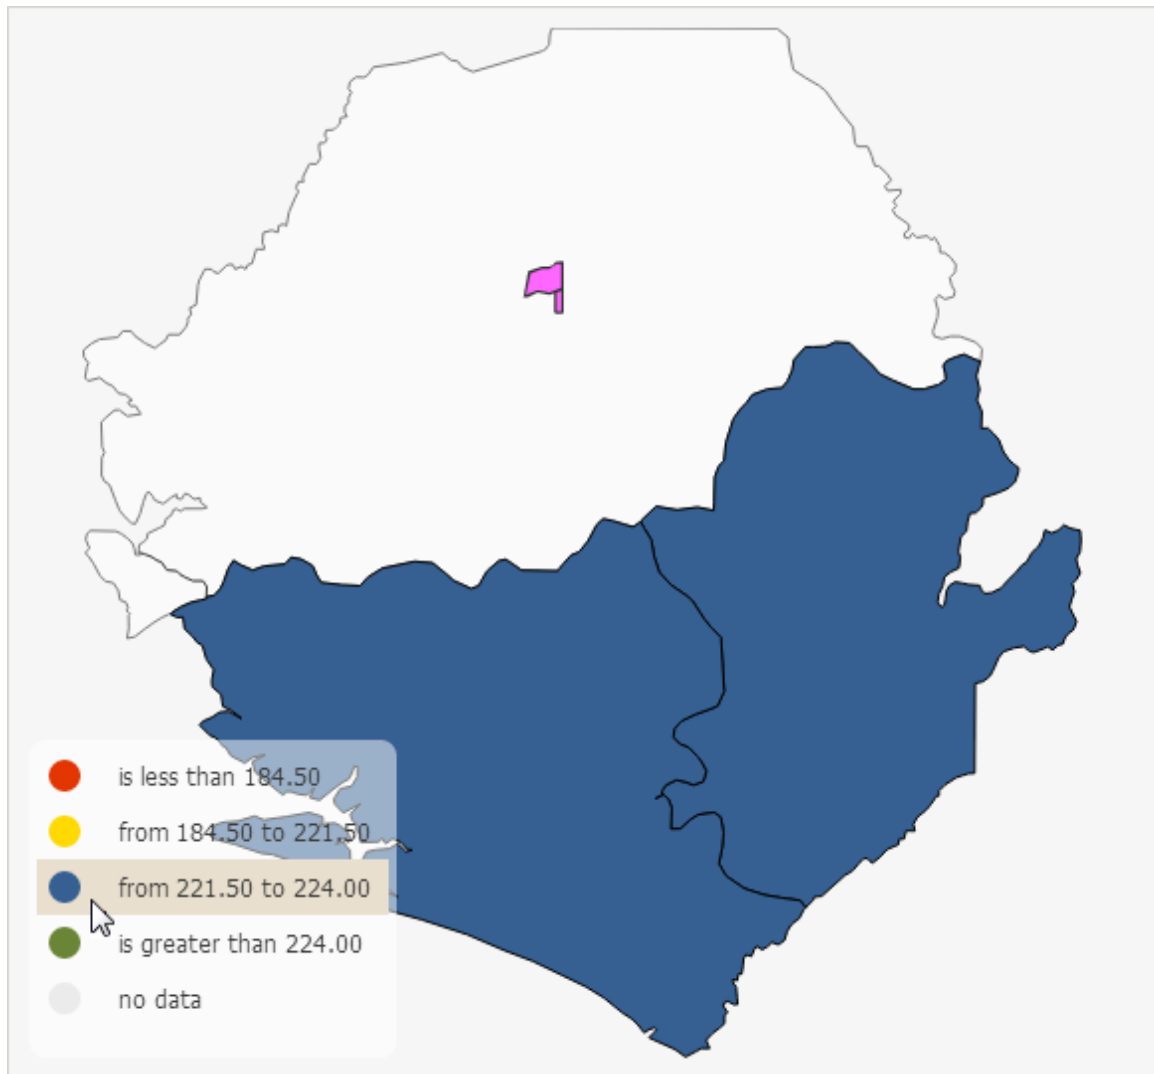 is less than 184.50
from 184.50 to 221.50
from 221.50 to 224.00
is greater than 224.00
no data